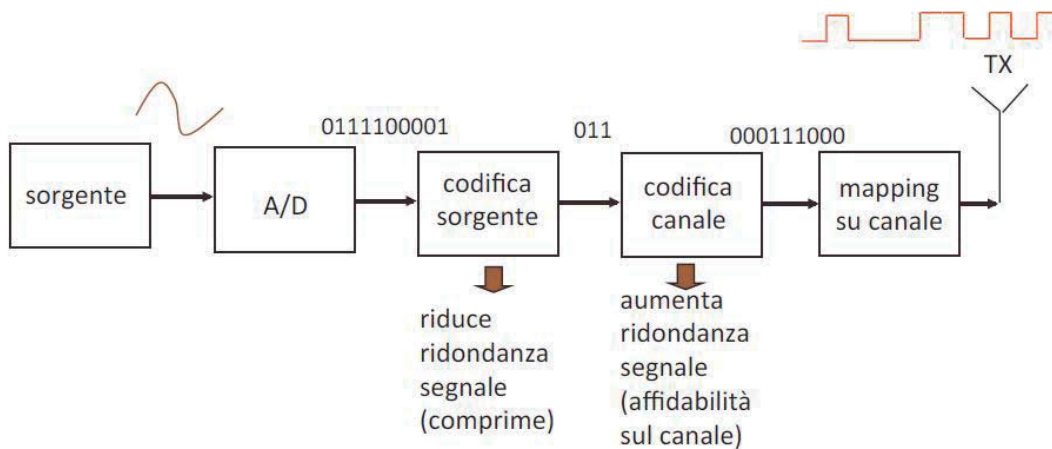 TX
0111100001
011
000111000
sorgente
A/D
codifica
sorgente
codifica
canale
mapping
su canale
riduce
ridondanza
segnale
(comprime)
aumenta
ridondanza
segnale
(affidabilità
sul canale)